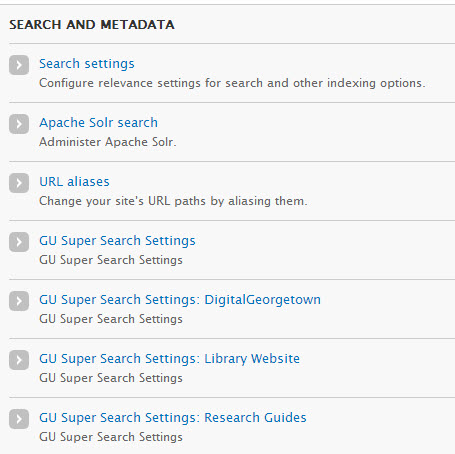 SEARCH AND METADATA
Search settings
Configure relevance settings for search and other indexing options.
Apache Solr search
Administer Apache Solr.
URL aliases
Change your site's URL paths by aliasing them.
GU Super Search Settings
GU Super Search Settings
GU Super Search Settings: DigitalGeorgetown
GU Super Search Settings
GU Super Search Settings: Library Website
GU Super Search Settings
GU Super Search Settings: Research Guides
GU Super Search Settings